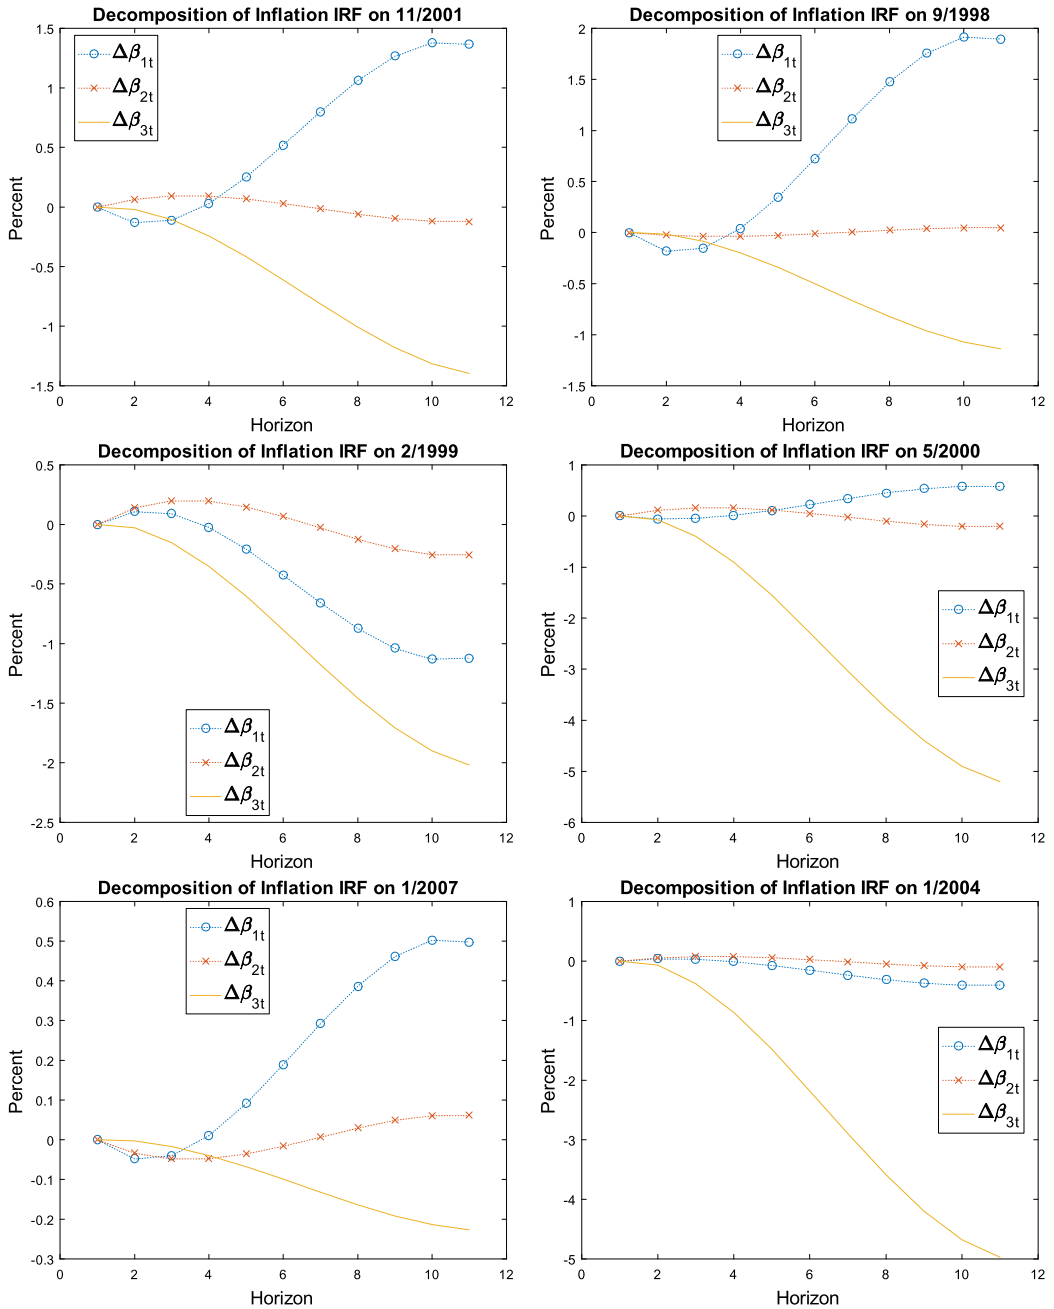 Decomposition of Inflation IRF on 11/2001
1.5
1
0.5
0
-0.5
-1
-1.5
Percent
Δβ1t
Δβ2t
Δβ3t
0 2 4 6 8 10 12
Horizon
Decomposition of Inflation IRF on 9/1998
2
1.5
1
0.5
0
-0.5
-1
-1.5
Percent
Δβ1t
Δβ2t
Δβ3t
0 2 4 6 8 10 12
Horizon
Decomposition of Inflation IRF on 2/1999
0.5
0
-0.5
-1
-1.5
-2
-2.5
Percent
Δβ1t
Δβ2t
Δβ3t
0 2 4 6 8 10 12
Horizon
Decomposition of Inflation IRF on 5/2000
1
0
-1
-2
-3
-4
-5
-6
Percent
Δβ1t
Δβ2t
Δβ3t
0 2 4 6 8 10 12
Horizon
Decomposition of Inflation IRF on 1/2007
0.6
0.5
0.4
0.3
0.2
0.1
0
-0.1
-0.2
-0.3
Percent
Δβ1t
Δβ2t
Δβ3t
0 2 4 6 8 10 12
Horizon
Decomposition of Inflation IRF on 1/2004
1
0
-1
-2
-3
-4
-5
Percent
Δβ1t
Δβ2t
Δβ3t
0 2 4 6 8 10 12
Horizon